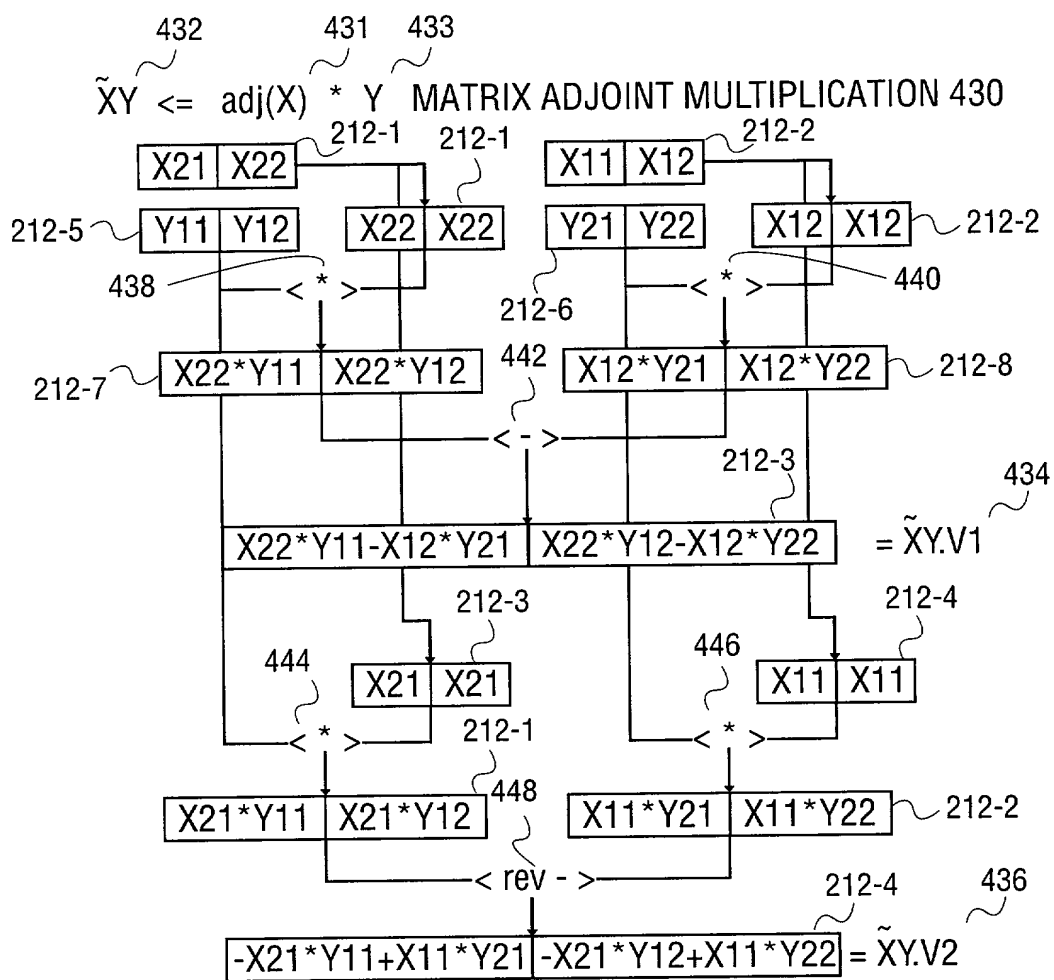 432 431 433
X̃Y <= adj(X) * Y MATRIX ADJOINT MULTIPLICATION 430
212-1 212-1 212-2
X21 X22 X11 X12
212-5 Y11 Y12 X22 X22 Y21 Y22 X12 X12 212-2
438 < * > 212-6 < * > 440
212-7 X22*Y11 X22*Y12 442 X12*Y21 X12*Y22 212-8
< - >
212-3 434
X22*Y11-X12*Y21 X22*Y12-X12*Y22 = X̃Y.V1
212-3 212-4
444 X21 X21 446 X11 X11
< * > 212-1 < * >
X21*Y11 X21*Y12 448 X11*Y21 X11*Y22 212-2
< rev - >
212-4 436
-X21*Y11+X11*Y21 -X21*Y12+X11*Y22 = X̃Y.V2